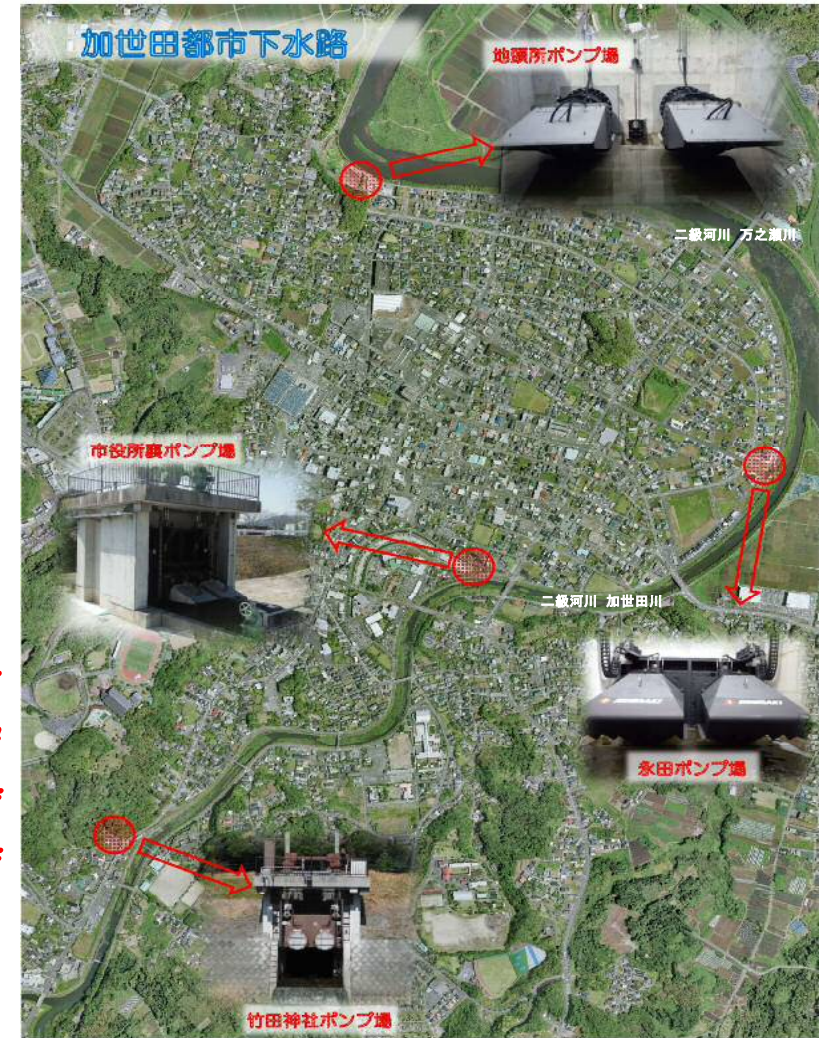 加世田都市下水路
地頭所ポンプ場
二級河川 万之瀬川
市役所裏ポンプ場
二級河川 加世田川
永田ポンプ場
竹田神社ポンプ場